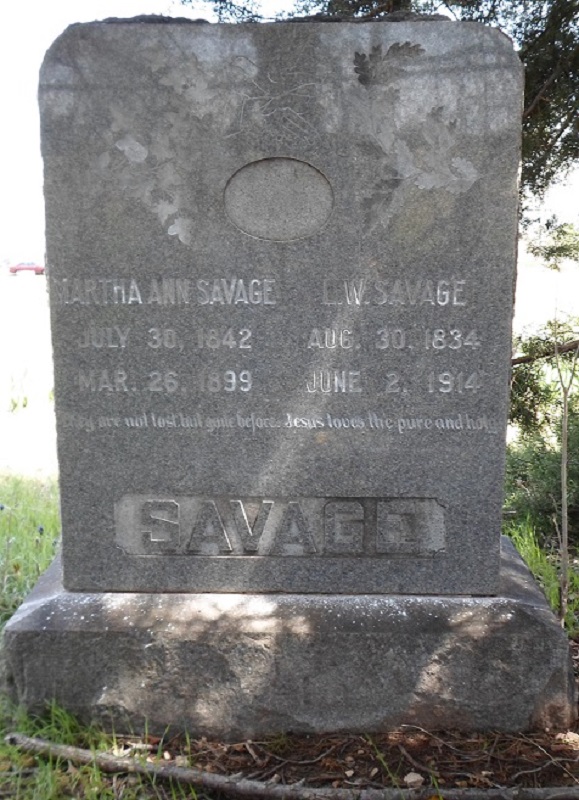 MARTHA ANN SAVAGE L.W. SAVAGE
JULY 30, 1842 AUG. 30, 1834
MAR. 26, 1899 JUNE 2, 1914
They are not lost but gone before. Jesus loves the pure and holy
SAVAGE